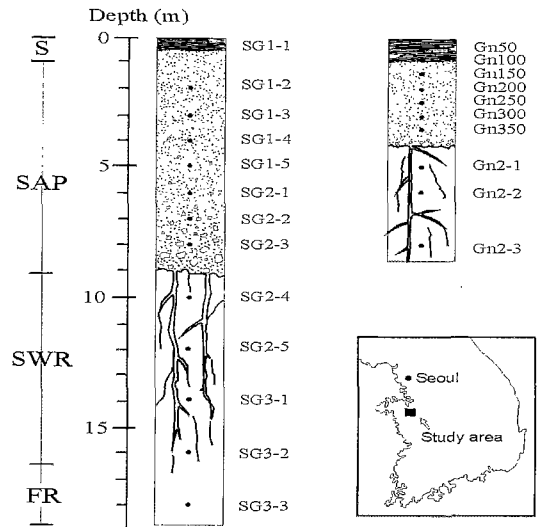 Depth (m)
0
5
10
15
S
SAP
SWR
FR
SG1-1
SG1-2
SG1-3
SG1-4
SG1-5
SG2-1
SG2-2
SG2-3
SG2-4
SG2-5
SG3-1
SG3-2
SG3-3
Gn50
Gn100
Gn150
Gn200
Gn250
Gn300
Gn350
Gn2-1
Gn2-2
Gn2-3
Seoul
Study area